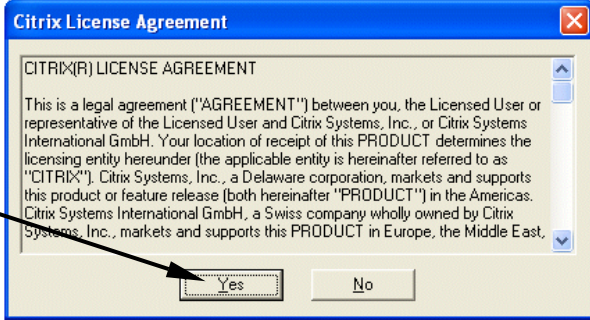 Citrix License Agreement
CITRIX(R) LICENSE AGREEMENT
This is a legal agreement ("AGREEMENT") between you, the Licensed User or
representative of the Licensed User and Citrix Systems, Inc., or Citrix Systems
International GmbH. Your location of receipt of this PRODUCT determines the
licensing entity hereunder (the applicable entity is hereinafter referred to as
"CITRIX"). Citrix Systems, Inc., a Delaware corporation, markets and supports
this product or feature release (both hereinafter "PRODUCT") in the Americas.
Citrix Systems International GmbH, a Swiss company wholly owned by Citrix
Systems, Inc., markets and supports this PRODUCT in Europe, the Middle East,
Yes No